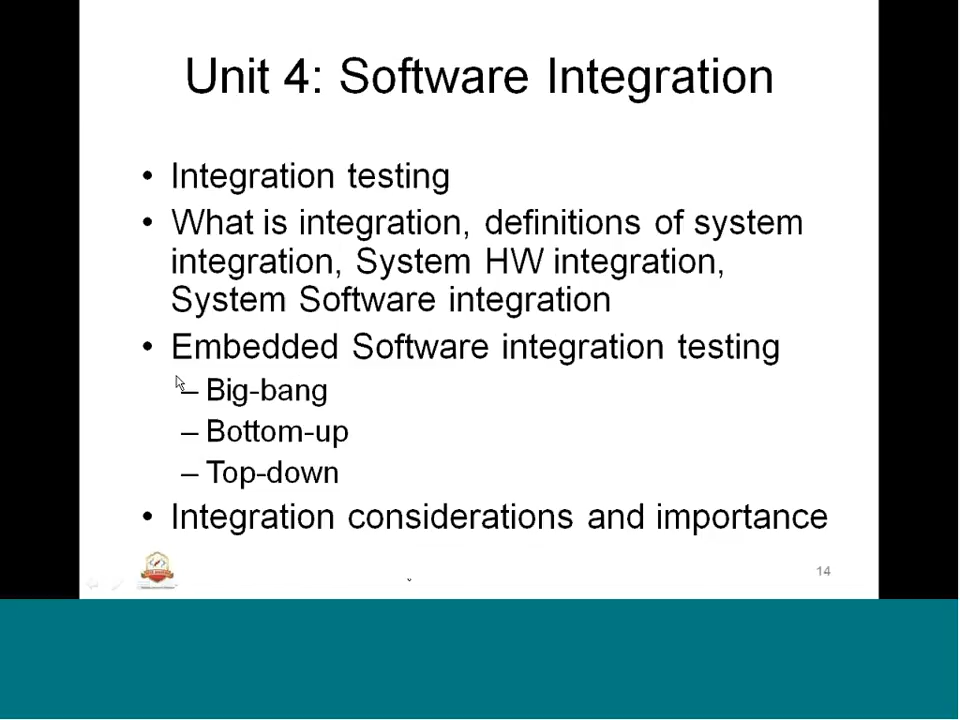 Unit 4: Software Integration
• Integration testing
• What is integration, definitions of system
integration, System HW integration,
System Software integration
• Embedded Software integration testing
– Big-bang
– Bottom-up
– Top-down
• Integration considerations and importance
14